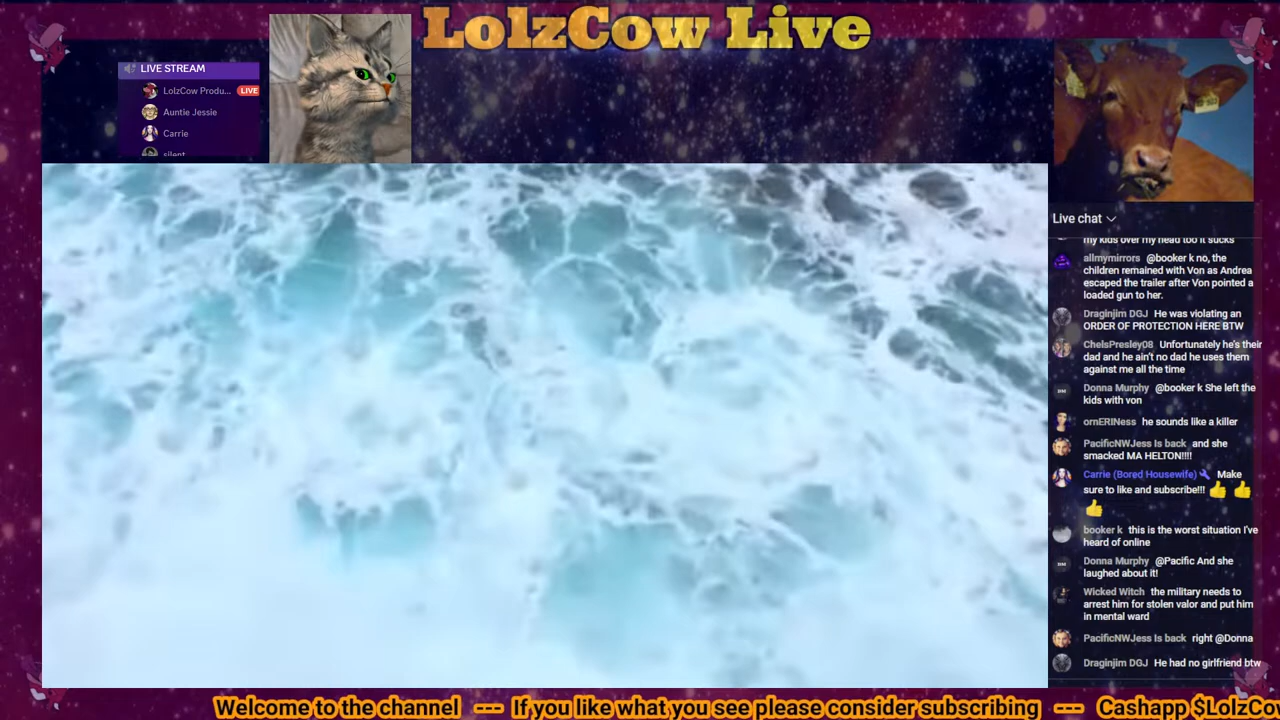 LolzCow Live
LIVE STREAM
LolzCow Produ... LIVE
Auntie Jessie
Carrie
silent
Live chat
my kids over my head too it sucks
allmymirrors @booker k no, the
children remained with Von as Andrea
escaped the trailer after Von pointed a
loaded gun to her.
Draginjim DGJ He was violating an
ORDER OF PROTECTION HERE BTW
ChelsPresley08 Unfortunately he's their
dad and he ain't no dad he uses them
against me all the time
Donna Murphy @booker k She left the
kids with von
ornERINess he sounds like a killer
PacificNWJess Is back and she
smacked MA HELTON!!!!
Carrie (Bored Housewife) Make
sure to like and subscribe!!!
booker k this is the worst situation I've
heard of online
Donna Murphy @Pacific And she
laughed about it!
Wicked Witch the military needs to
arrest him for stolen valor and put him
in mental ward
PacificNWJess Is back right @Donna
Draginjim DGJ He had no girlfriend btw
Welcome to the channel --- If you like what you see please consider subscribing --- Cashapp $LolzCow